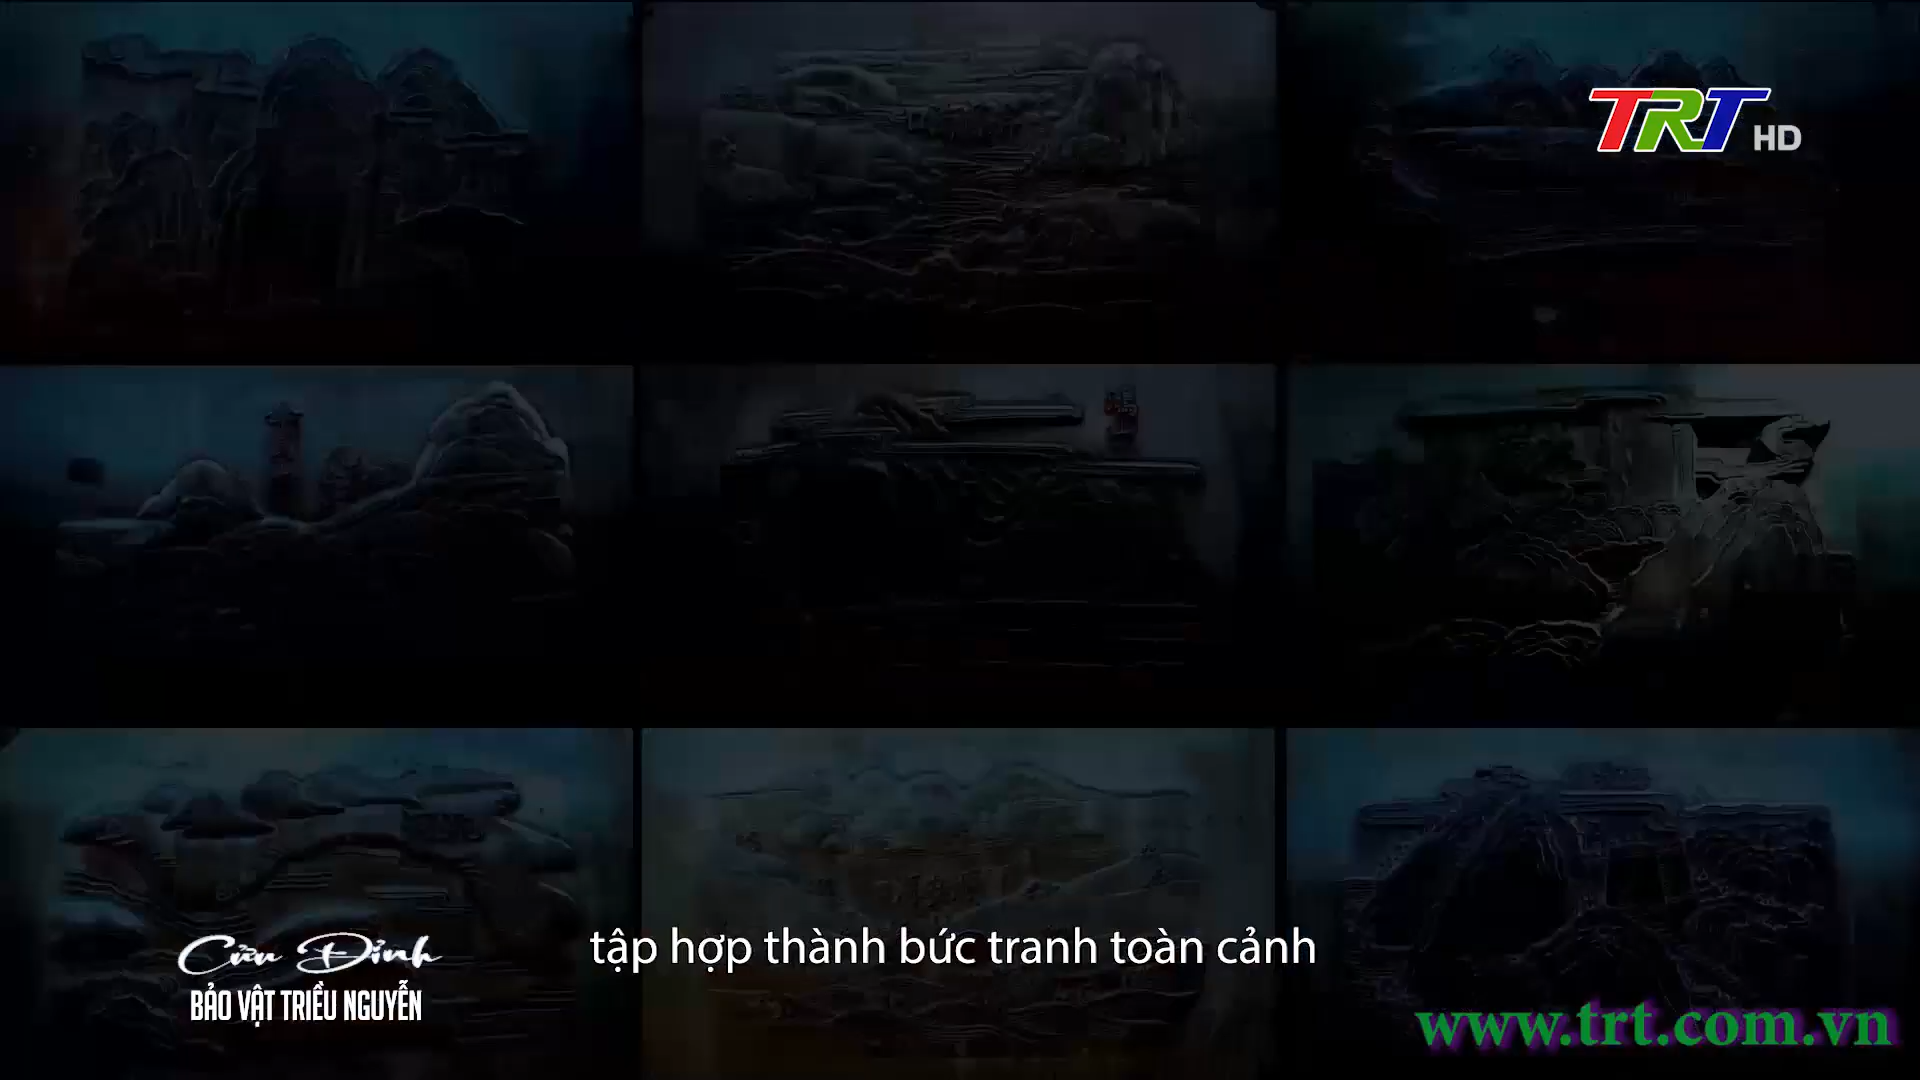 TRT HD
tập hợp thành bức tranh toàn cảnh
Cửu Đỉnh
BẢO VẬT TRIỀU NGUYỄN
www.trt.com.vn